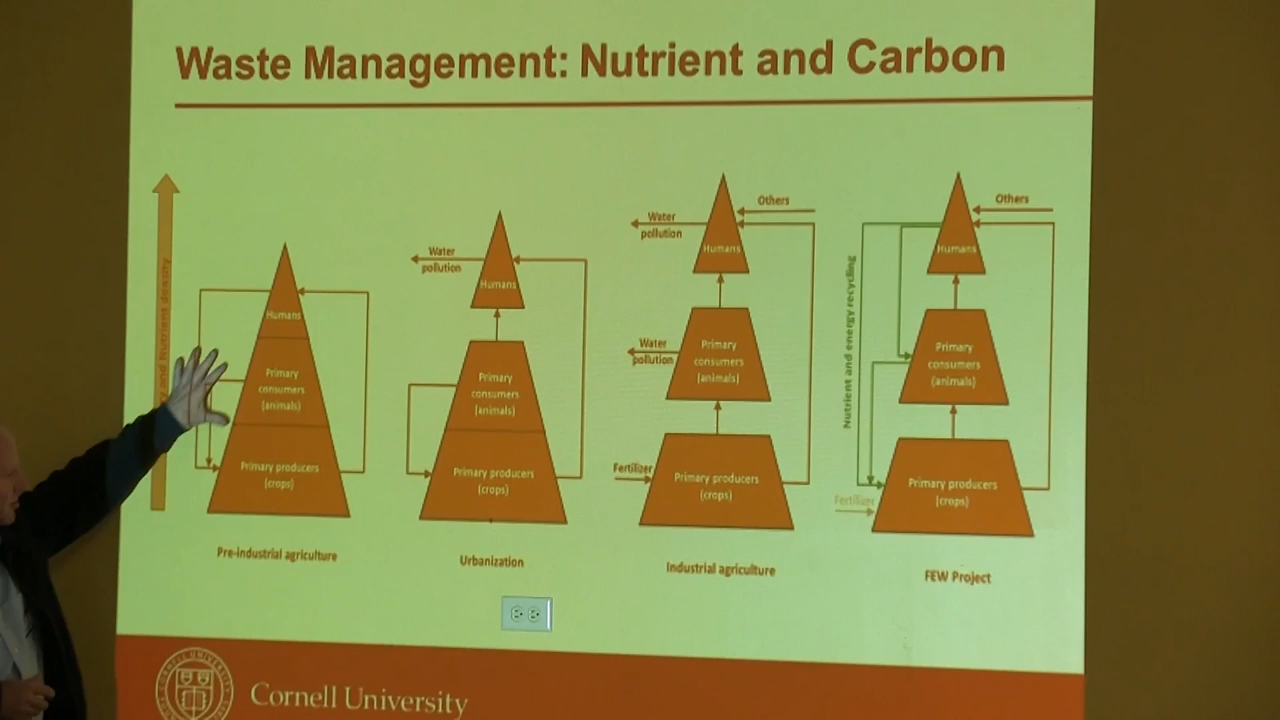 Waste Management: Nutrient and Carbon
and Nutrient density
Humans
Primary
consumers
(animals)
Primary producers
(crops)
Pre-industrial agriculture
Water
pollution
Humans
Primary
consumers
(animals)
Primary producers
(crops)
Urbanization
Others
Water
pollution
Humans
Water
pollution
Primary
consumers
(animals)
Fertilizer
Primary producers
(crops)
Industrial agriculture
Others
Humans
Nutrient and energy recycling
Primary
consumers
(animals)
Primary producers
(crops)
Fertilizer
FEW Project
Cornell University